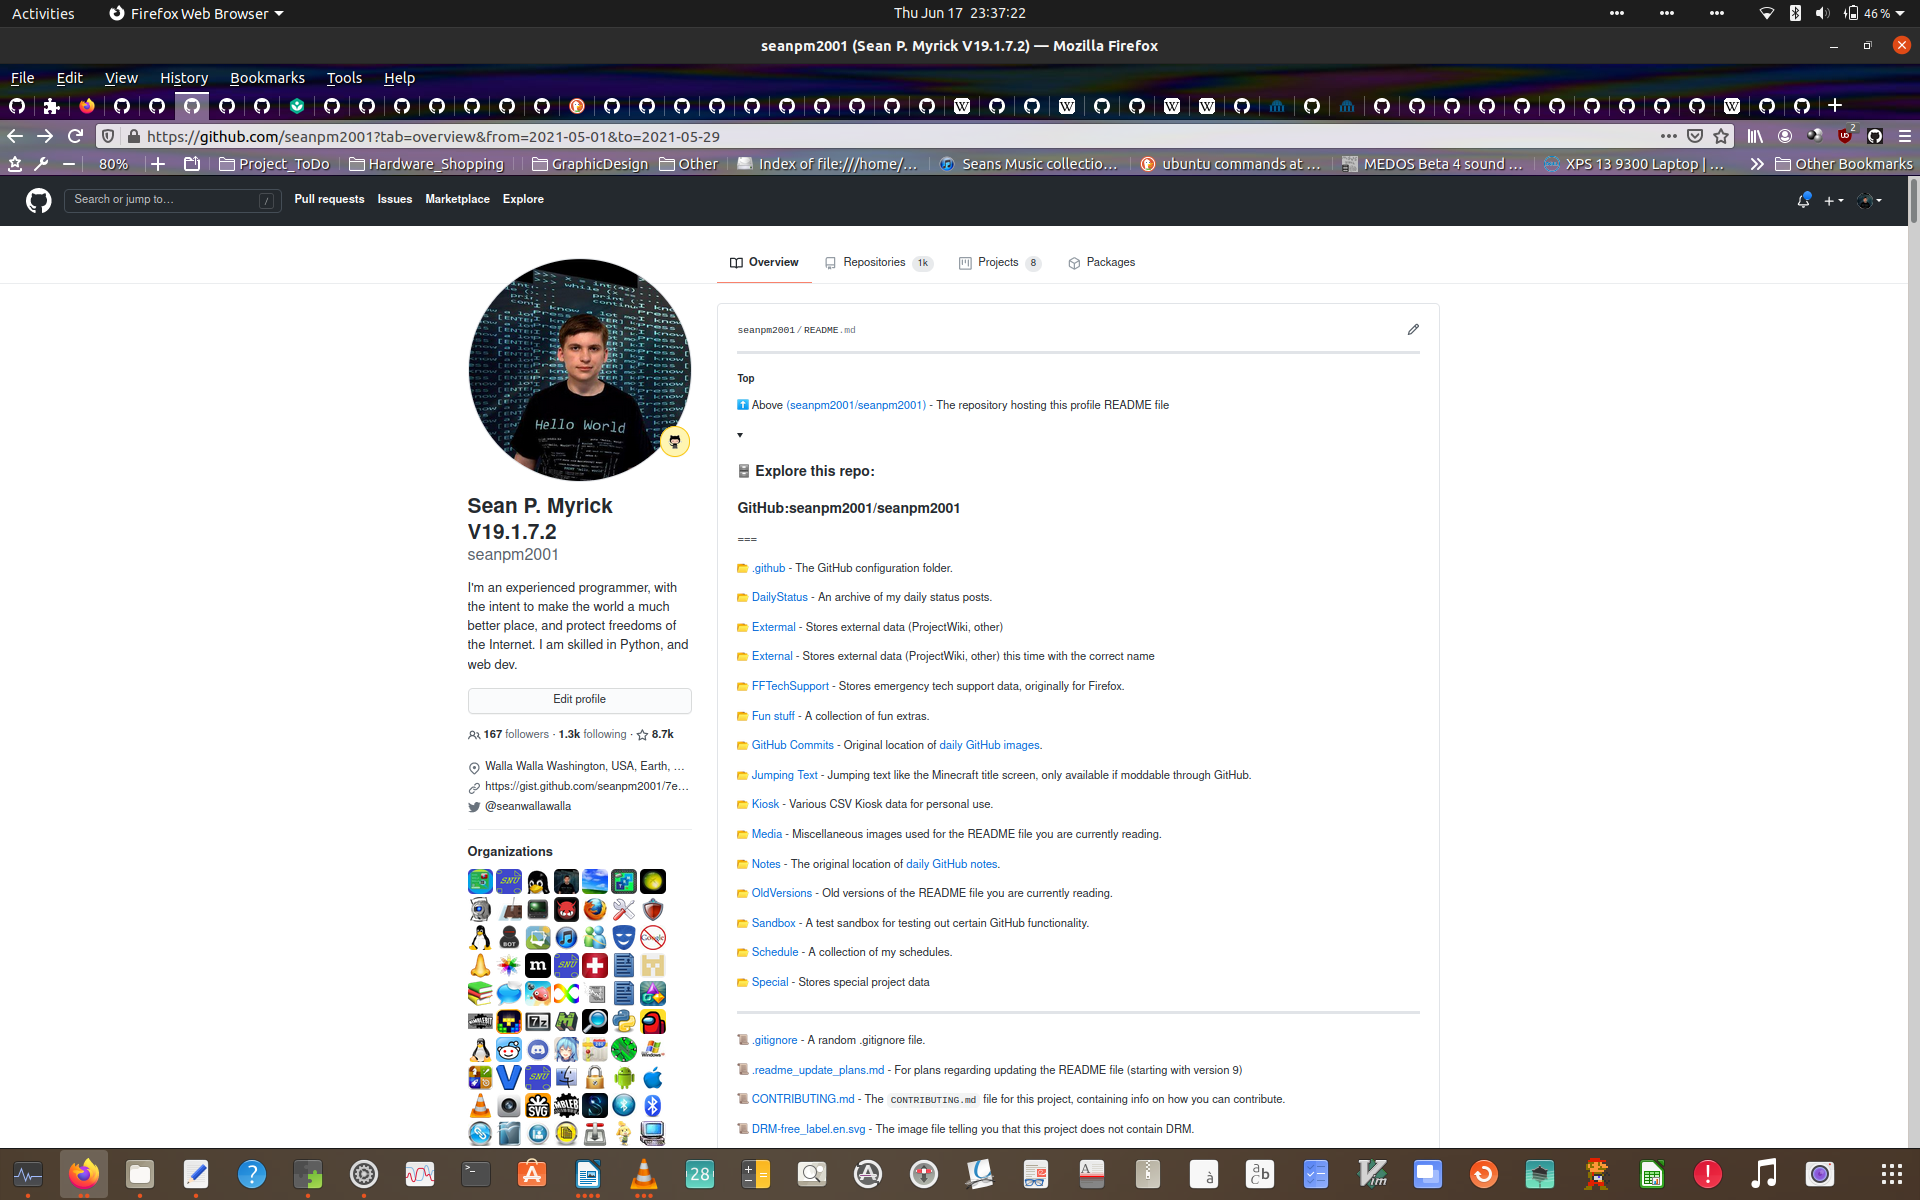 Activities
Firefox Web Browser
Thu Jun 17 23:37:22
46 %
seanpm2001 (Sean P. Myrick V19.1.7.2) — Mozilla Firefox
File Edit View History Bookmarks Tools Help
https://github.com/seanpm2001?tab=overview&from=2021-05-01&to=2021-05-29
2
80%
Project_ToDo
Hardware_Shopping
GraphicDesign
Other
Index of file:///home/...
Seans Music collectio...
ubuntu commands at ...
MEDOS Beta 4 sound ...
XPS 13 9300 Laptop | ...
Other Bookmarks
Search or jump to...
/
Pull requests Issues Marketplace Explore
Overview
Repositories 1k
Projects 8
Packages
Hello World
Sean P. Myrick
V19.1.7.2
seanpm2001
I'm an experienced programmer, with
the intent to make the world a much
better place, and protect freedoms of
the Internet. I am skilled in Python, and
web dev.
Edit profile
167 followers · 1.3k following · 8.7k
Walla Walla Washington, USA, Earth, ...
https://gist.github.com/seanpm2001/7e...
@seanwallawalla
Organizations
seanpm2001/README.md
Top
Above (seanpm2001/seanpm2001) - The repository hosting this profile README file
Explore this repo:
GitHub:seanpm2001/seanpm2001
===
.github - The GitHub configuration folder.
DailyStatus - An archive of my daily status posts.
Extermal - Stores external data (ProjectWiki, other)
External - Stores external data (ProjectWiki, other) this time with the correct name
FFTechSupport - Stores emergency tech support data, originally for Firefox.
Fun stuff - A collection of fun extras.
GitHub Commits - Original location of daily GitHub images.
Jumping Text - Jumping text like the Minecraft title screen, only available if moddable through GitHub.
Kiosk - Various CSV Kiosk data for personal use.
Media - Miscellaneous images used for the README file you are currently reading.
Notes - The original location of daily GitHub notes.
OldVersions - Old versions of the README file you are currently reading.
Sandbox - A test sandbox for testing out certain GitHub functionality.
Schedule - A collection of my schedules.
Special - Stores special project data
.gitignore - A random .gitignore file.
.readme_update_plans.md - For plans regarding updating the README file (starting with version 9)
CONTRIBUTING.md - The CONTRIBUTING.md file for this project, containing info on how you can contribute.
DRM-free_label.en.svg - The image file telling you that this project does not contain DRM.
28